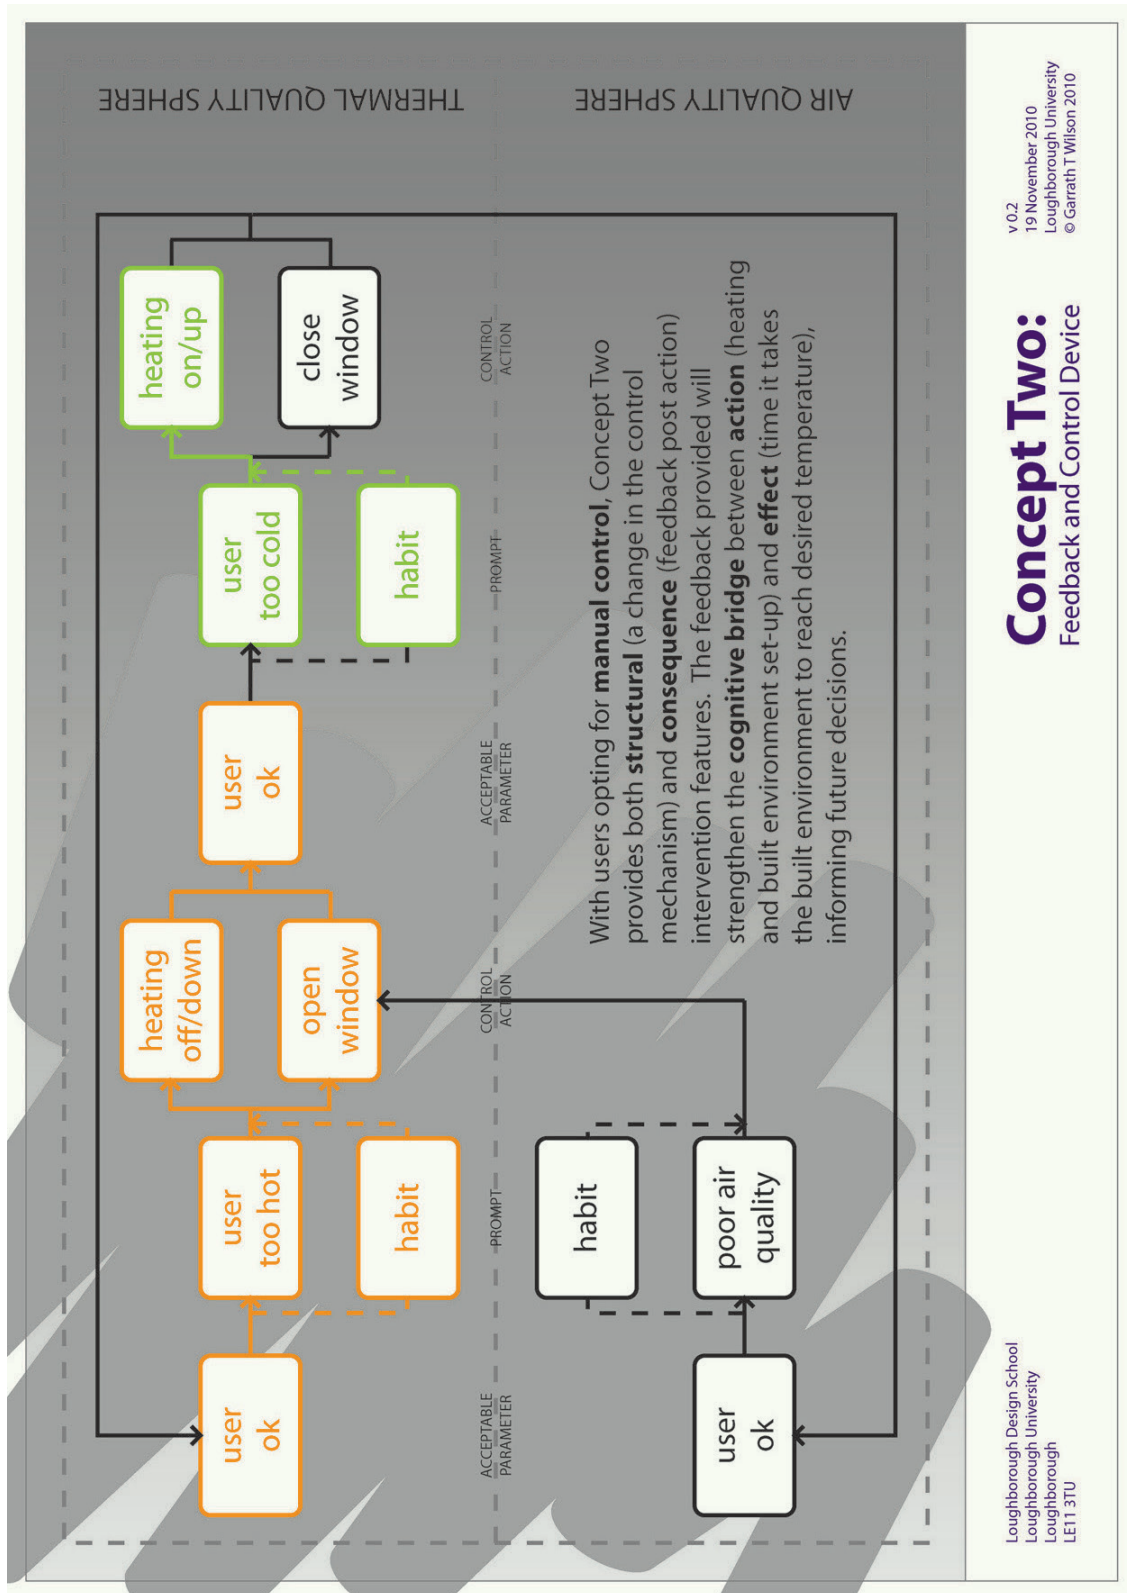 THERMAL QUALITY SPHERE
AIR QUALITY SPHERE
user
ok
user
too hot
habit
heating
off/down
open
window
user
ok
user
too cold
habit
heating
on/up
close
window
ACCEPTABLE
PARAMETER
PROMPT
CONTROL
ACTION
ACCEPTABLE
PARAMETER
PROMPT
CONTROL
ACTION
habit
user
ok
poor air
quality
With users opting for manual control, Concept Two
provides both structural (a change in the control
mechanism) and consequence (feedback post action)
intervention features. The feedback provided will
strengthen the cognitive bridge between action (heating
and built environment set-up) and effect (time it takes
the built environment to reach desired temperature),
informing future decisions.
Loughborough Design School
Loughborough University
Loughborough
LE11 3TU
Concept Two:
Feedback and Control Device
v 0.2
19 November 2010
Loughborough University
© Garrath T Wilson 2010